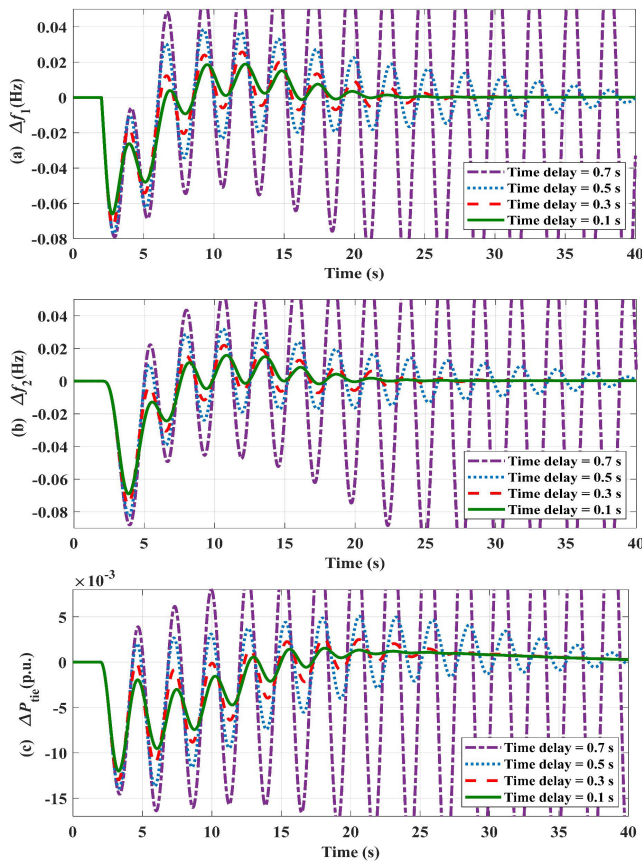 0.04
0.02
0
-0.02
-0.04
-0.06
-0.08
(a) Δf1(Hz)
Time delay = 0.7 s
Time delay = 0.5 s
Time delay = 0.3 s
Time delay = 0.1 s
0 5 10 15 20 25 30 35 40
Time (s)
0.04
0.02
0
-0.02
-0.04
-0.06
-0.08
(b) Δf2(Hz)
Time delay = 0.7 s
Time delay = 0.5 s
Time delay = 0.3 s
Time delay = 0.1 s
0 5 10 15 20 25 30 35 40
Time (s)
×10-3
5
0
-5
-10
-15
(c) ΔPtie(p.u.)
Time delay = 0.7 s
Time delay = 0.5 s
Time delay = 0.3 s
Time delay = 0.1 s
0 5 10 15 20 25 30 35 40
Time (s)